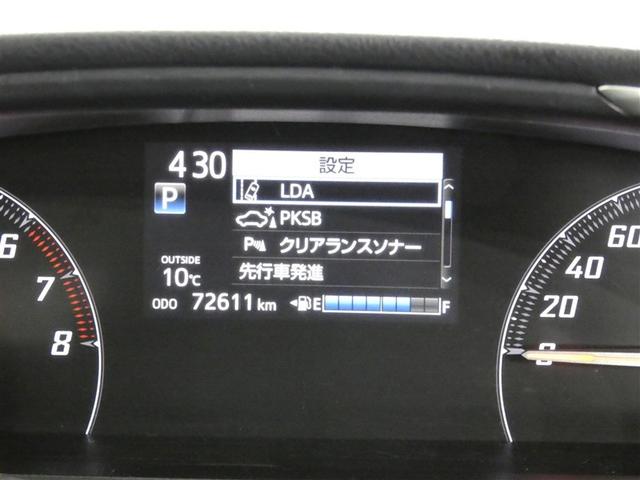 4:30
設定
LDA
P
PKSB
P クリアランスソナー
OUTSIDE
10℃
先行車発進
ODO 72611 km
E F
6
7
8
60
40
20
0